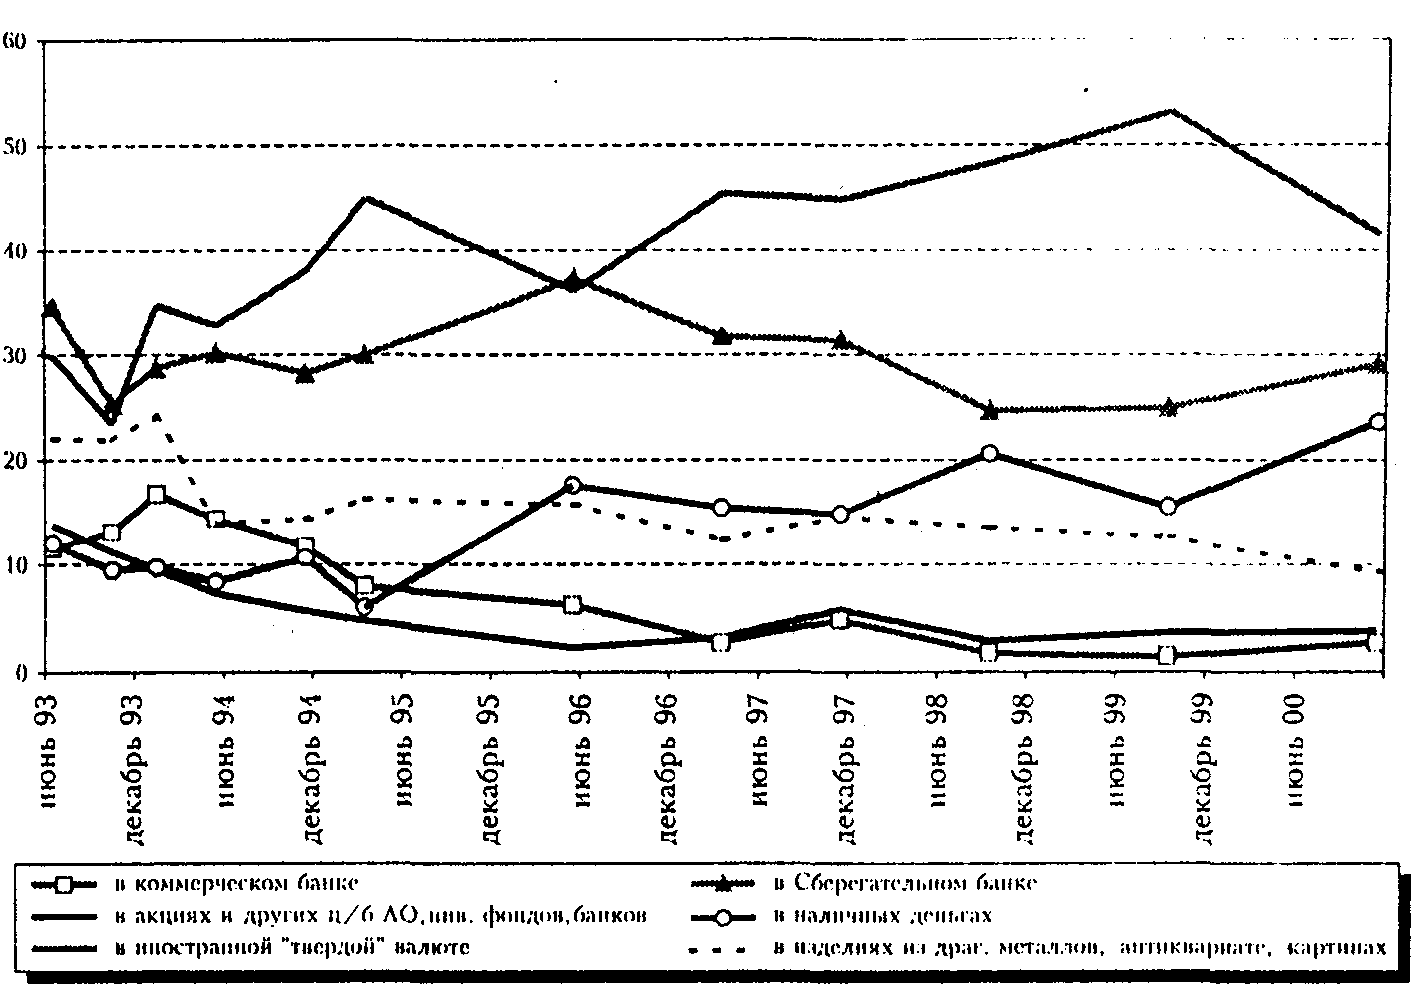 60
50
40
30
20
10
0
июнь 93
декабрь 93
июнь 94
декабрь 94
июнь 95
декабрь 95
июнь 96
декабрь 96
июнь 97
декабрь 97
июнь 98
декабрь 98
июнь 99
декабрь 99
июнь 00
в коммерческом банке
в Сберегательном банке
в акциях и других ц/б АО, инв. фондов, банков
в наличных деньгах
в иностранной "твердой" валюте
в изделиях из драг. металлов, антиквариате, картинах